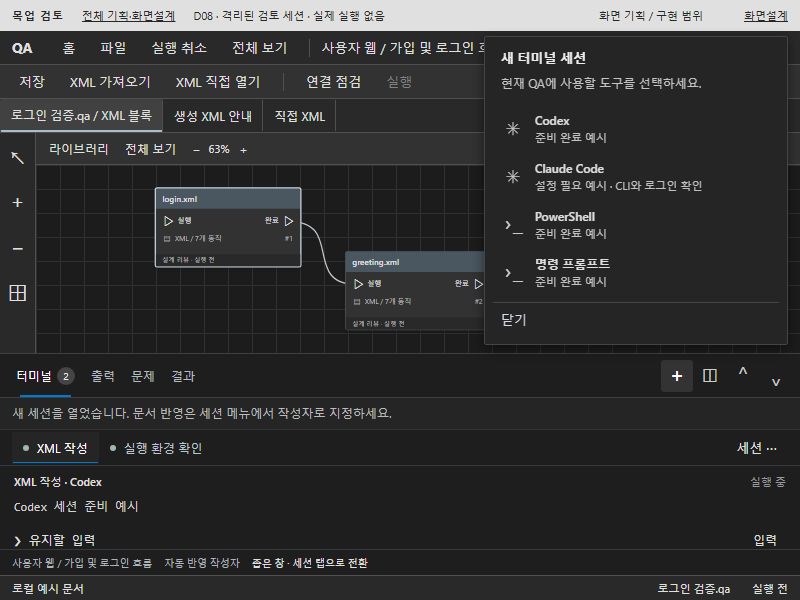 목업 검토 전체 기획·화면설계 D08 · 격리된 검토 세션 · 실제 실행 없음 화면 기획 / 구현 범위 화면설계
QA 홈 파일 실행 취소 전체 보기 사용자 웹 / 가입 및 로그인
저장 XML 가져오기 XML 직접 열기 연결 점검 실행
로그인 검증.qa / XML 블록 생성 XML 안내 직접 XML
라이브러리 전체 보기 − 63% +
login.xml
실행 완료
XML / 7개 동작 #1
설계 리뷰 · 실행 전
greeting.xml
실행 완료
XML / 7개 동작 #2
설계 리뷰 · 실행 전
새 터미널 세션
현재 QA에 사용할 도구를 선택하세요.
Codex
준비 완료 예시
Claude Code
설정 필요 예시 · CLI와 로그인 확인
PowerShell
준비 완료 예시
명령 프롬프트
준비 완료 예시
닫기
터미널 2 출력 문제 결과
새 세션을 열었습니다. 문서 반영은 세션 메뉴에서 작성자로 지정하세요.
XML 작성 실행 환경 확인 세션 ···
XML 작성 · Codex 실행 중
Codex 세션 준비 예시
❯ 유지할 입력 입력
사용자 웹 / 가입 및 로그인 흐름 자동 반영 작성자 좁은 창 · 세션 탭으로 전환
로컬 예시 문서 로그인 검증.qa 실행 전